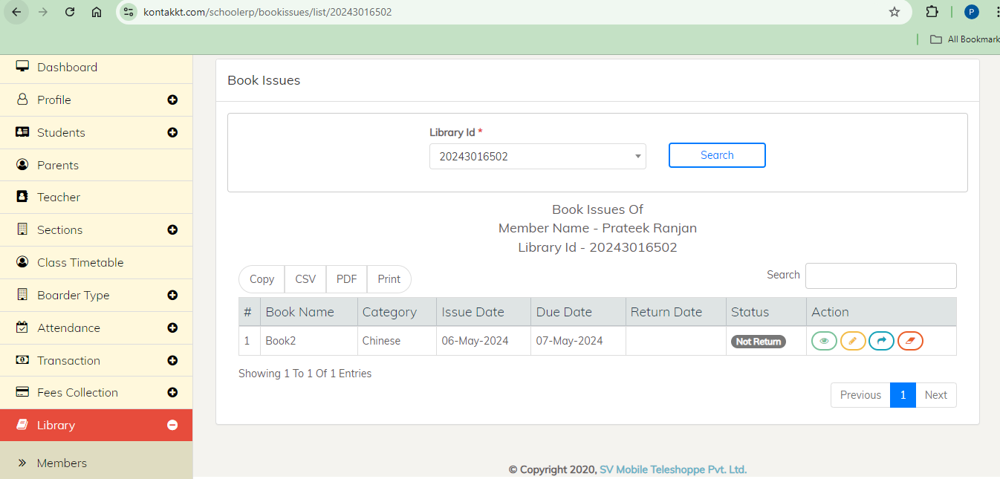 kontakkt.com/schoolerp/bookissues/list/20243016502
P
All Bookmark
Dashboard
Profile
Students
Parents
Teacher
Sections
Class Timetable
Boarder Type
Attendance
Transaction
Fees Collection
Library
Members
Book Issues
Library Id *
20243016502
Search
Book Issues Of
Member Name - Prateek Ranjan
Library Id - 20243016502
Copy CSV PDF Print
Search
# Book Name Category Issue Date Due Date Return Date Status Action
1 Book2 Chinese 06-May-2024 07-May-2024 Not Return
Showing 1 To 1 Of 1 Entries
Previous 1 Next
© Copyright 2020, SV Mobile Teleshoppe Pvt. Ltd.